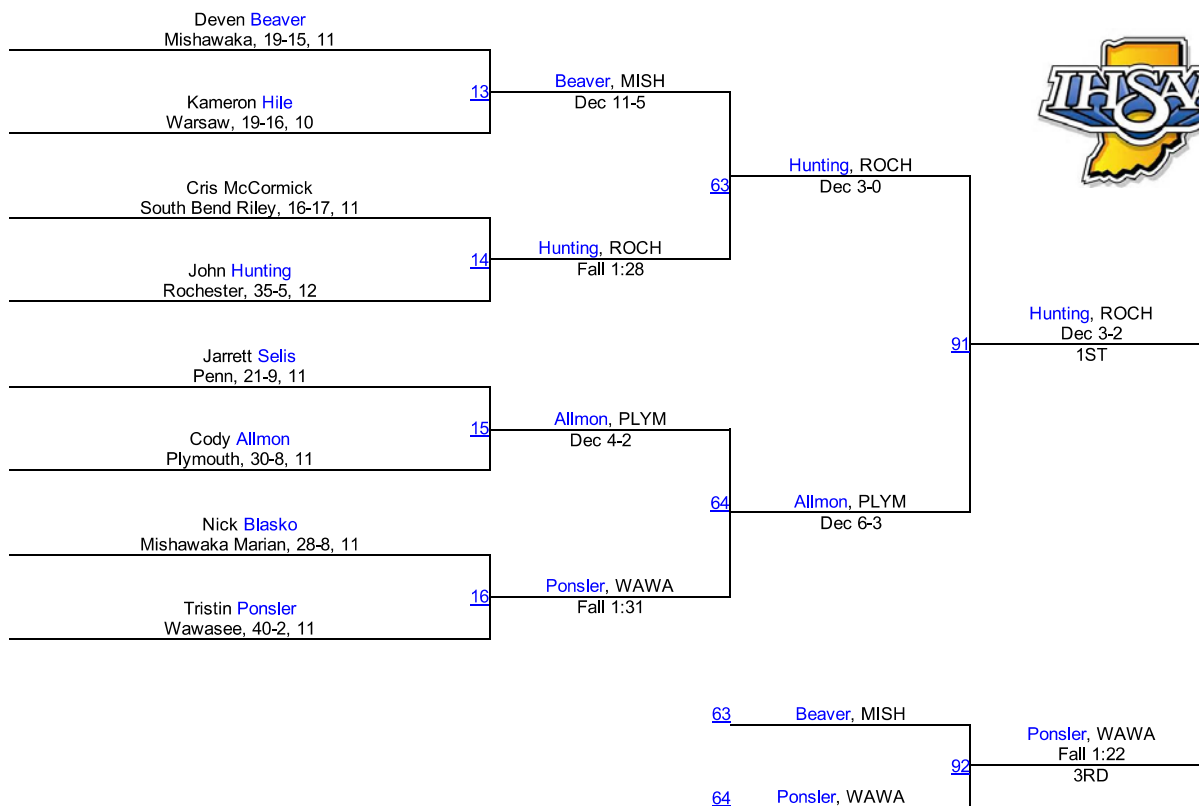 Deven Beaver
Mishawaka, 19-15, 11
13
Kameron Hile
Warsaw, 19-16, 10
Beaver, MISH
Dec 11-5
Cris McCormick
South Bend Riley, 16-17, 11
14
John Hunting
Rochester, 35-5, 12
Hunting, ROCH
Fall 1:28
63
Hunting, ROCH
Dec 3-0
Jarrett Selis
Penn, 21-9, 11
15
Cody Allmon
Plymouth, 30-8, 11
Allmon, PLYM
Dec 4-2
Nick Blasko
Mishawaka Marian, 28-8, 11
16
Tristin Ponsler
Wawasee, 40-2, 11
Ponsler, WAWA
Fall 1:31
64
Allmon, PLYM
Dec 6-3
91
Hunting, ROCH
Dec 3-2
1ST
IHSAA
63
Beaver, MISH
92
64
Ponsler, WAWA
Ponsler, WAWA
Fall 1:22
3RD